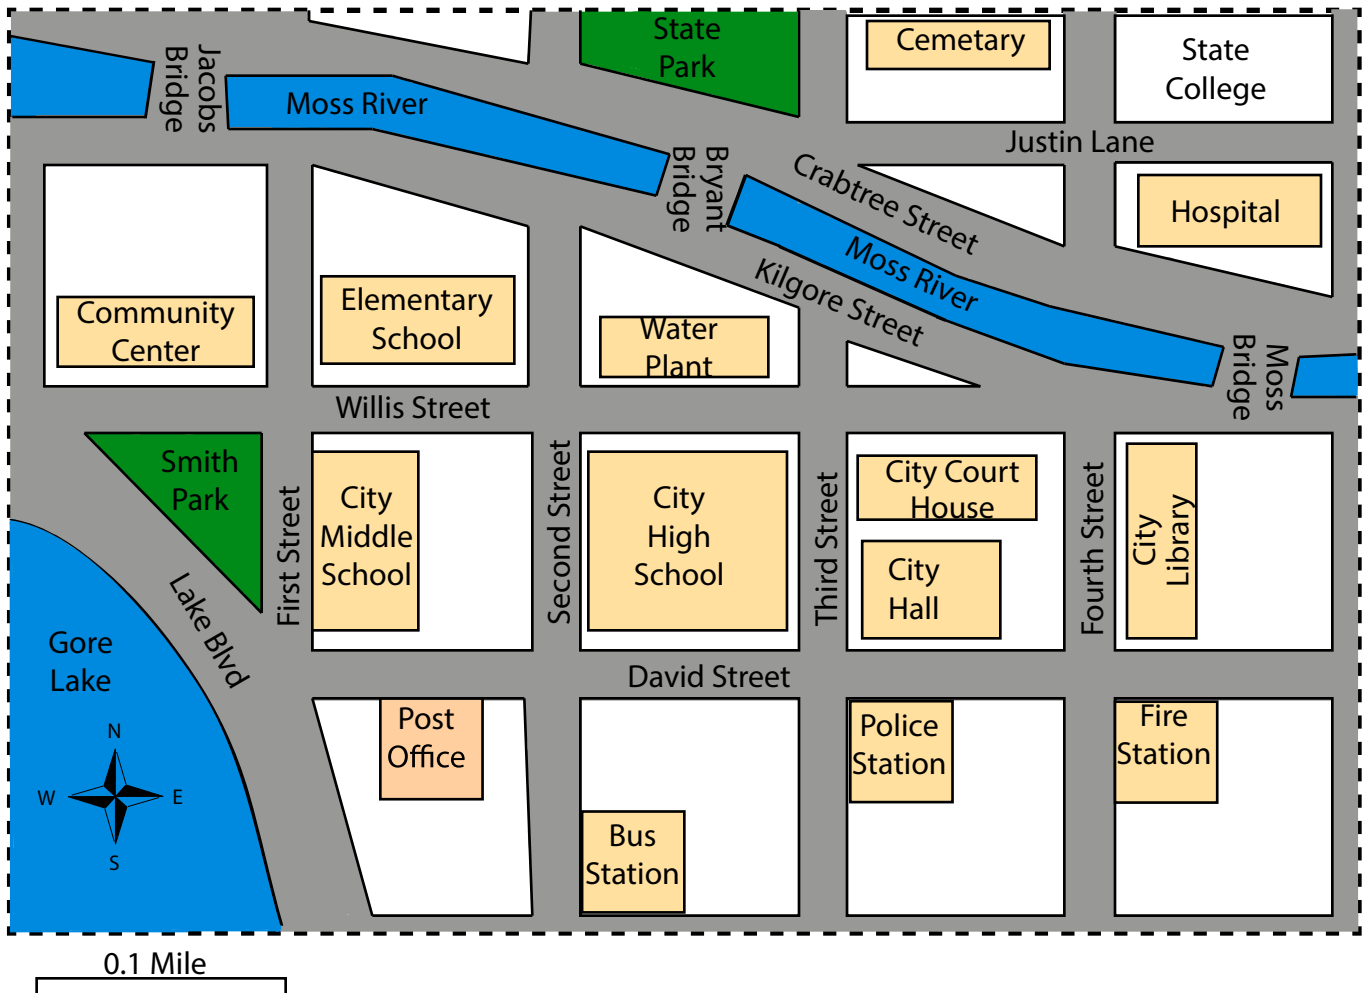 State
Park
Cemetary
State
College
Jacobs
Bridge
Moss River
Justin Lane
Bryant
Bridge
Crabtree Street
Hospital
Moss River
Kilgore Street
Community
Center
Elementary
School
Water
Plant
Moss
Bridge
Willis Street
Smith
Park
First Street
City
Middle
School
Second Street
City
High
School
Third Street
City Court
House
City
Hall
Fourth Street
City
Library
Lake Blvd
Gore
Lake
David Street
Post
Office
Police
Station
Fire
Station
Bus
Station
N
W
E
S
0.1 Mile